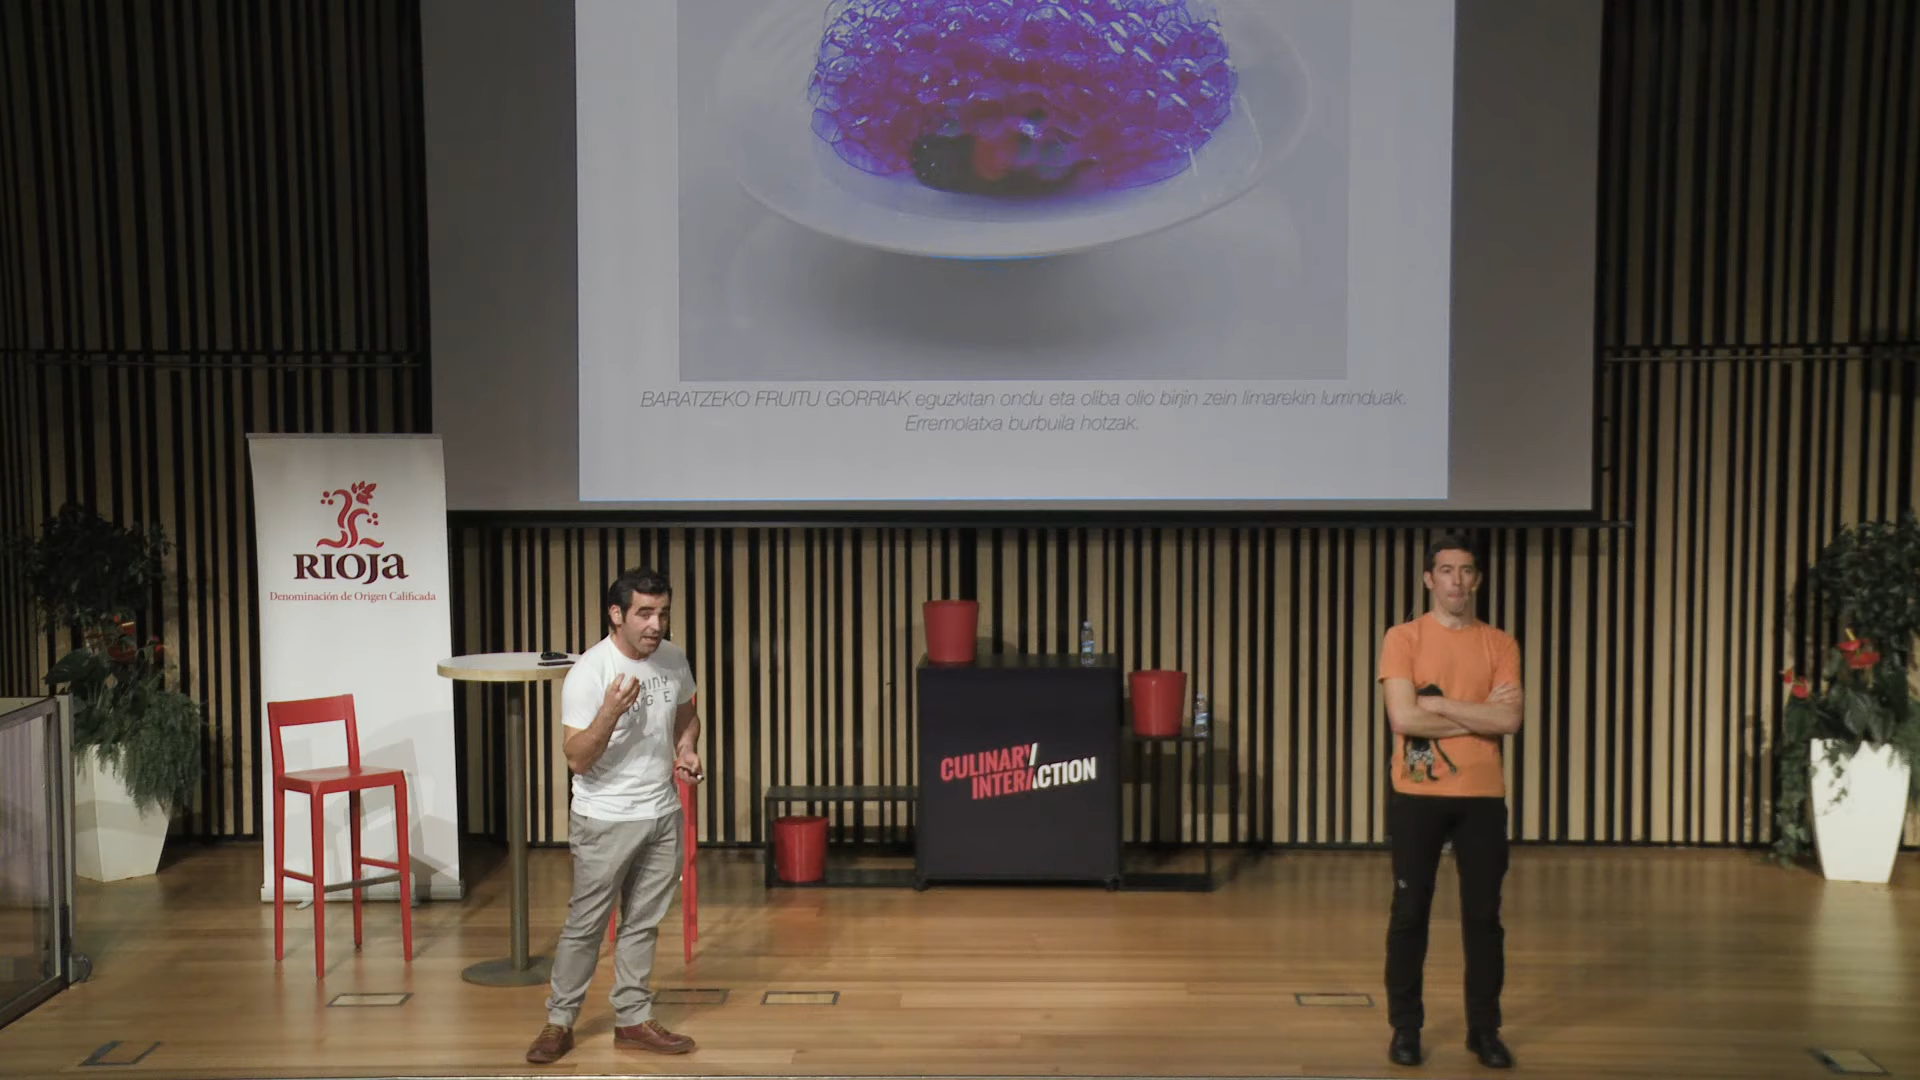 BARATZEKO FRUITU GORRIAK eguzkitan ondu eta oliba olio birjin zein limarekin lurrinduak.
Erremolatxa burbuila hotzak.
RIOJa
Denominación de Origen Calificada
CULINARY
INTERACTION